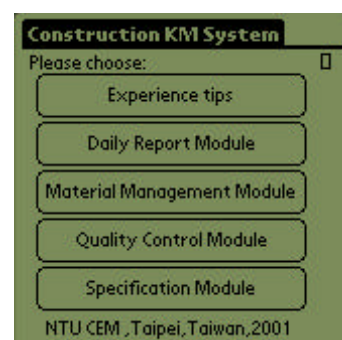 Construction KM System
Please choose:
Experience tips
Daily Report Module
Material Management Module
Quality Control Module
Specification Module
NTU CEM ,Taipei,Taiwan,2001